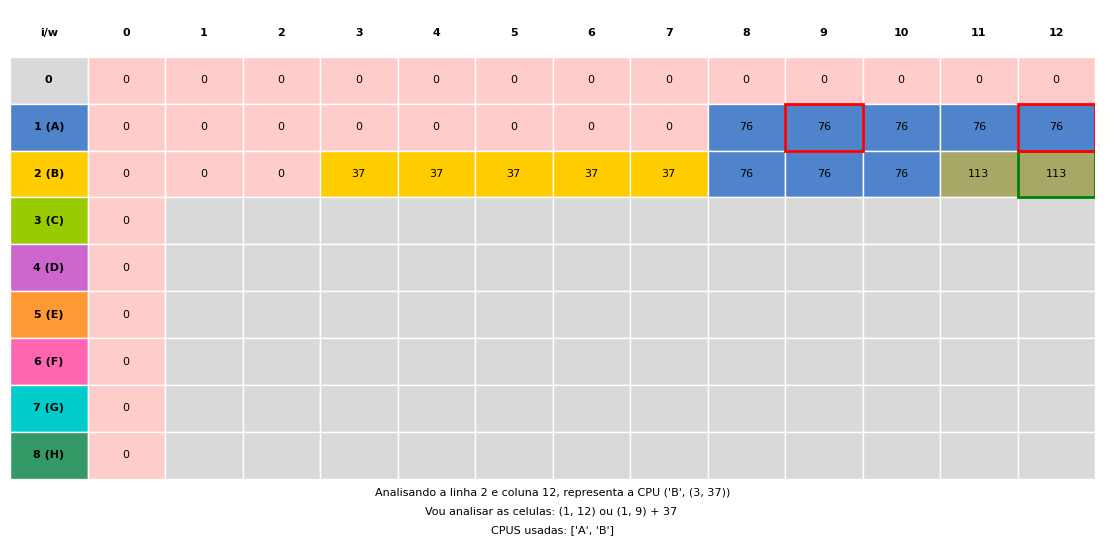 i/w 0 1 2 3 4 5 6 7 8 9 10 11 12
0 0 0 0 0 0 0 0 0 0 0 0 0 0
1 (A) 0 0 0 0 0 0 0 0 76 76 76 76 76
2 (B) 0 0 0 37 37 37 37 37 76 76 76 113 113
3 (C) 0
4 (D) 0
5 (E) 0
6 (F) 0
7 (G) 0
8 (H) 0
Analisando a linha 2 e coluna 12, representa a CPU ('B', (3, 37))
Vou analisar as celulas: (1, 12) ou (1, 9) + 37
CPUS usadas: ['A', 'B']